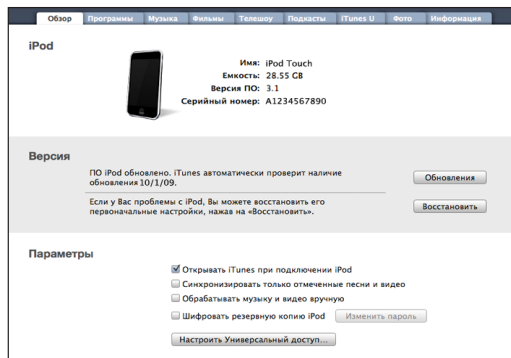 Обзор Программы Музыка Фильмы Телешоу Подкасты iTunes U Фото Информация
iPod
Имя: iPod Touch
Емкость: 28.55 GB
Версия ПО: 3.1
Серийный номер: A1234567890
Версия
ПО iPod обновлено. iTunes автоматически проверит наличие
обновления 10/1/09.
Обновления
Если у Вас проблемы с iPod, Вы можете восстановить его
первоначальные настройки, нажав на «Восстановить».
Восстановить
Параметры
Открывать iTunes при подключении iPod
Синхронизировать только отмеченные песни и видео
Обрабатывать музыку и видео вручную
Шифровать резервную копию iPod Изменить пароль
Настроить Универсальный доступ...